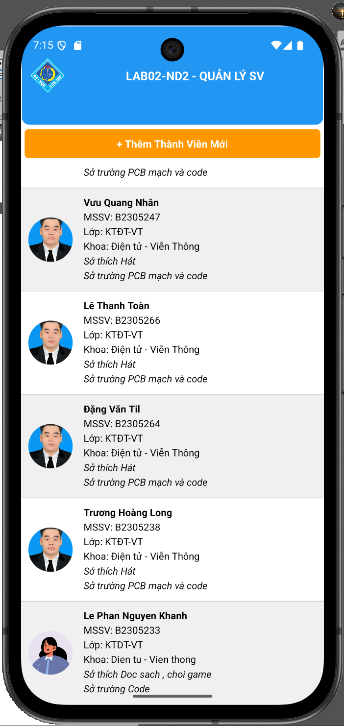 7:15
LAB02-ND2 - QUẢN LÝ SV
+ Thêm Thành Viên Mới
Sở trường PCB mạch và code
Vưu Quang Nhân
MSSV: B2305247
Lớp: KTĐT-VT
Khoa: Điện tử - Viễn Thông
Sở thích Hát
Sở trường PCB mạch và code
Lê Thanh Toàn
MSSV: B2305266
Lớp: KTĐT-VT
Khoa: Điện tử - Viễn Thông
Sở thích Hát
Sở trường PCB mạch và code
Đặng Văn Til
MSSV: B2305264
Lớp: KTĐT-VT
Khoa: Điện tử - Viễn Thông
Sở thích Hát
Sở trường PCB mạch và code
Trương Hoàng Long
MSSV: B2305238
Lớp: KTĐT-VT
Khoa: Điện tử - Viễn Thông
Sở thích Hát
Sở trường PCB mạch và code
Le Phan Nguyen Khanh
MSSV: B2305233
Lớp: KTDT-VT
Khoa: Dien tu - Vien thong
Sở thích Doc sach , choi game
Sở trường Code